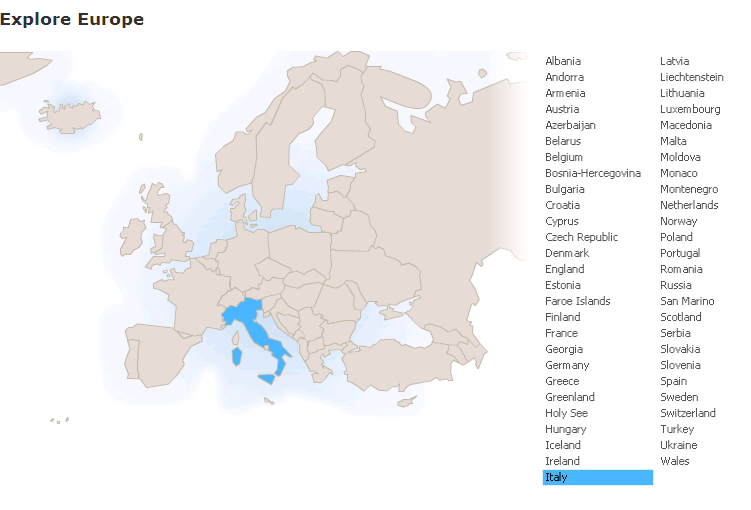 Explore Europe
Albania
Andorra
Armenia
Austria
Azerbaijan
Belarus
Belgium
Bosnia-Hercegovina
Bulgaria
Croatia
Cyprus
Czech Republic
Denmark
England
Estonia
Faroe Islands
Finland
France
Georgia
Germany
Greece
Greenland
Holy See
Hungary
Iceland
Ireland
Italy
Latvia
Liechtenstein
Lithuania
Luxembourg
Macedonia
Malta
Moldova
Monaco
Montenegro
Netherlands
Norway
Poland
Portugal
Romania
Russia
San Marino
Scotland
Serbia
Slovakia
Slovenia
Spain
Sweden
Switzerland
Turkey
Ukraine
Wales